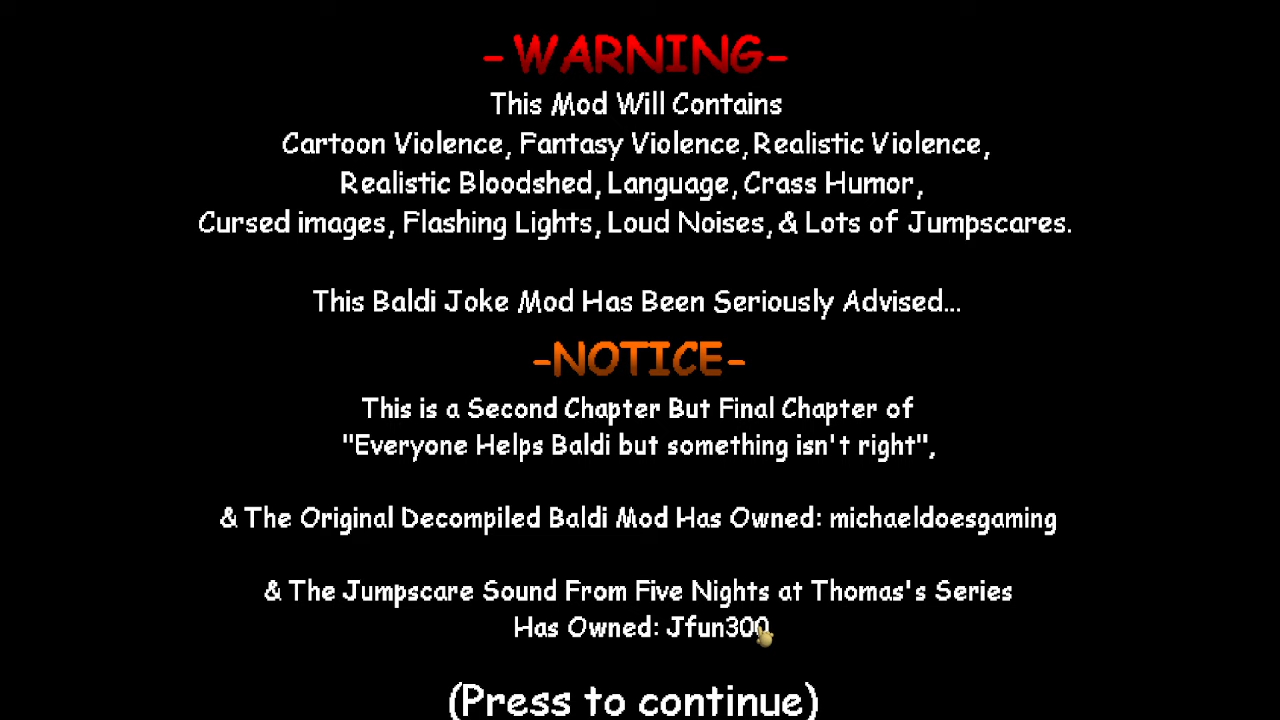 -WARNING-
This Mod Will Contains
Cartoon Violence, Fantasy Violence, Realistic Violence,
Realistic Bloodshed, Language, Crass Humor,
Cursed images, Flashing Lights, Loud Noises, & Lots of Jumpscares.
This Baldi Joke Mod Has Been Seriously Advised...
-NOTICE-
This is a Second Chapter But Final Chapter of
"Everyone Helps Baldi but something isn't right",
& The Original Decompiled Baldi Mod Has Owned: michaeldoesgaming
& The Jumpscare Sound From Five Nights at Thomas's Series
Has Owned: Jfun300
(Press to continue)